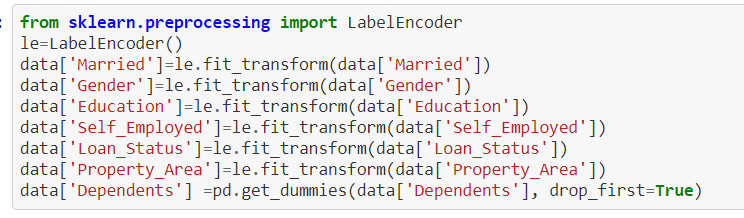 : from sklearn.preprocessing import LabelEncoder
le=LabelEncoder()
data['Married']=le.fit_transform(data['Married'])
data['Gender']=le.fit_transform(data['Gender'])
data['Education']=le.fit_transform(data['Education'])
data['Self_Employed']=le.fit_transform(data['Self_Employed'])
data['Loan_Status']=le.fit_transform(data['Loan_Status'])
data['Property_Area']=le.fit_transform(data['Property_Area'])
data['Dependents'] =pd.get_dummies(data['Dependents'], drop_first=True)